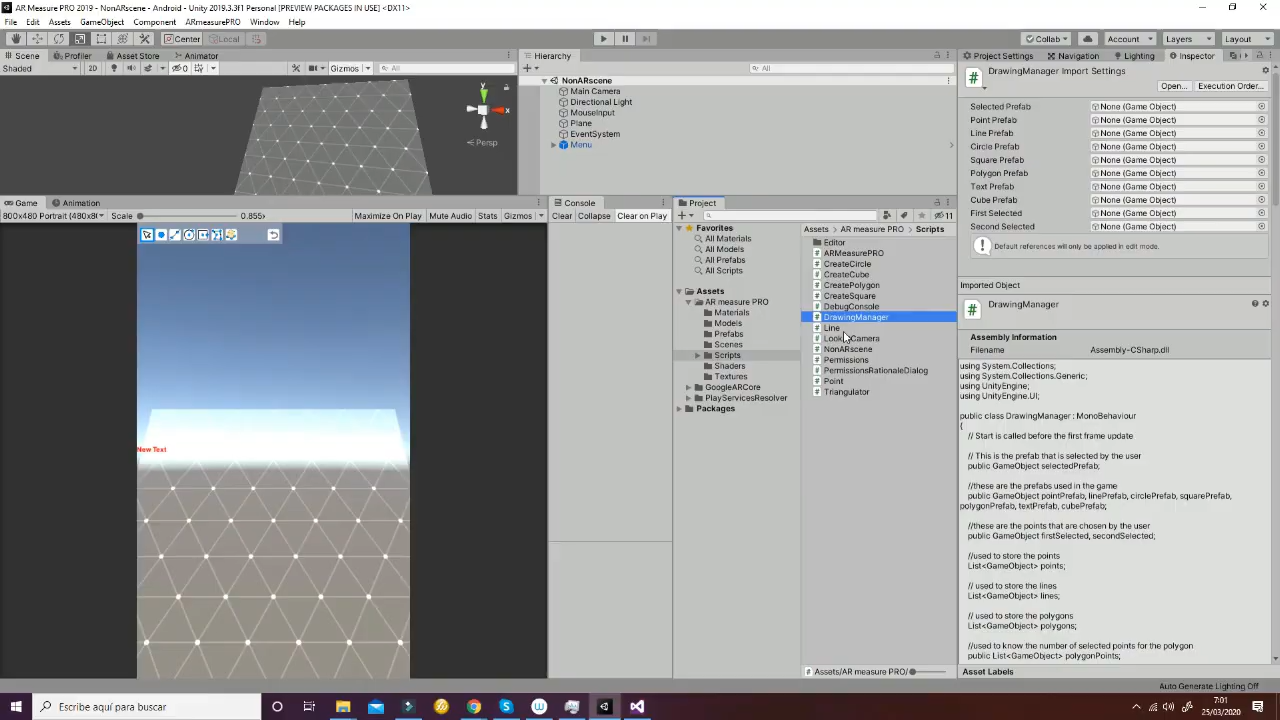 AR Measure PRO 2019 - NonARscene - Android - Unity 2019.3.3f1 Personal [PREVIEW PACKAGES IN USE] <DX11>
File Edit Assets GameObject Component ARMeasurePRO Window Help
Center Local Collab Account Layers Layout
Scene Profiler Asset Store Animator
Shaded 2D 0 Gizmos All
y x Persp
Hierarchy
All
NonARscene
Main Camera
Directional Light
MouseInput
Plane
EventSystem
Menu
Game Animation
800x480 Portrait (480x8 Scale 0.855x Maximize On Play Mute Audio Stats Gizmos
New Text
Console
Clear Collapse Clear on Play
Project
11
Favorites
All Materials
All Models
All Prefabs
All Scripts
Assets
AR measure PRO
Materials
Models
Prefabs
Scenes
Scripts
Shaders
Textures
GoogleARCore
PlayServicesResolver
Packages
Assets > AR measure PRO > Scripts
Editor
ARMeasurePRO
CreateCircle
CreateCube
CreatePolygon
CreateSquare
DebugConsole
DrawingManager
Line
Camera
NonARscene
Permissions
PermissionsRationaleDialog
Point
Triangulator
Assets/AR measure PRO/
Project Settings Navigation Lighting Inspector
DrawingManager Import Settings
Open... Execution Order...
Selected Prefab None (Game Object)
Point Prefab None (Game Object)
Line Prefab None (Game Object)
Circle Prefab None (Game Object)
Square Prefab None (Game Object)
Polygon Prefab None (Game Object)
Text Prefab None (Game Object)
Cube Prefab None (Game Object)
First Selected None (Game Object)
Second Selected None (Game Object)
Default references will only be applied in edit mode.
Imported Object
DrawingManager
Assembly Information
Filename Assembly-CSharp.dll
using System.Collections;
using System.Collections.Generic;
using UnityEngine;
using UnityEngine.UI;
public class DrawingManager : MonoBehaviour
{
// Start is called before the first frame update
// This is the prefab that is selected by the user
public GameObject selectedPrefab;
//these are the prefabs used in the game
public GameObject pointPrefab, linePrefab, circlePrefab, squarePrefab,
polygonPrefab, textPrefab, cubePrefab;
//these are the points that are chosen by the user
public GameObject firstSelected, secondSelected;
//used to store the points
List<GameObject> points;
// used to store the lines
List<GameObject> lines;
// used to store the polygons
List<GameObject> polygons;
//used to know the number of selected points for the polygon
public List<GameObject> polygonPoints;
Asset Labels
Auto Generate Lighting Off
Escribe aquí para buscar
7:01
25/03/2020